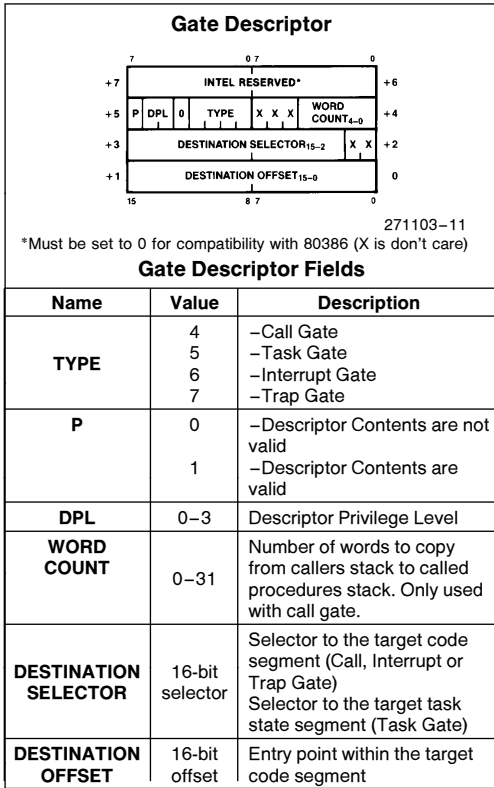 Gate Descriptor
7 0 7 0
+7 INTEL RESERVED* +6
+5 P DPL 0 TYPE X X X WORD COUNT4–0 +4
+3 DESTINATION SELECTOR15–2 X X +2
+1 DESTINATION OFFSET15–0 0
15 8 7 0
271103–11
*Must be set to 0 for compatibility with 80386 (X is don't care)
Gate Descriptor Fields
Name Value Description
TYPE
4 –Call Gate
5 –Task Gate
6 –Interrupt Gate
7 –Trap Gate
P
0 –Descriptor Contents are not
valid
1 –Descriptor Contents are
valid
DPL 0–3 Descriptor Privilege Level
WORD
COUNT
0–31
Number of words to copy
from callers stack to called
procedures stack. Only used
with call gate.
DESTINATION
SELECTOR
16-bit
selector
Selector to the target code
segment (Call, Interrupt or
Trap Gate)
Selector to the target task
state segment (Task Gate)
DESTINATION
OFFSET
16-bit
offset
Entry point within the target
code segment